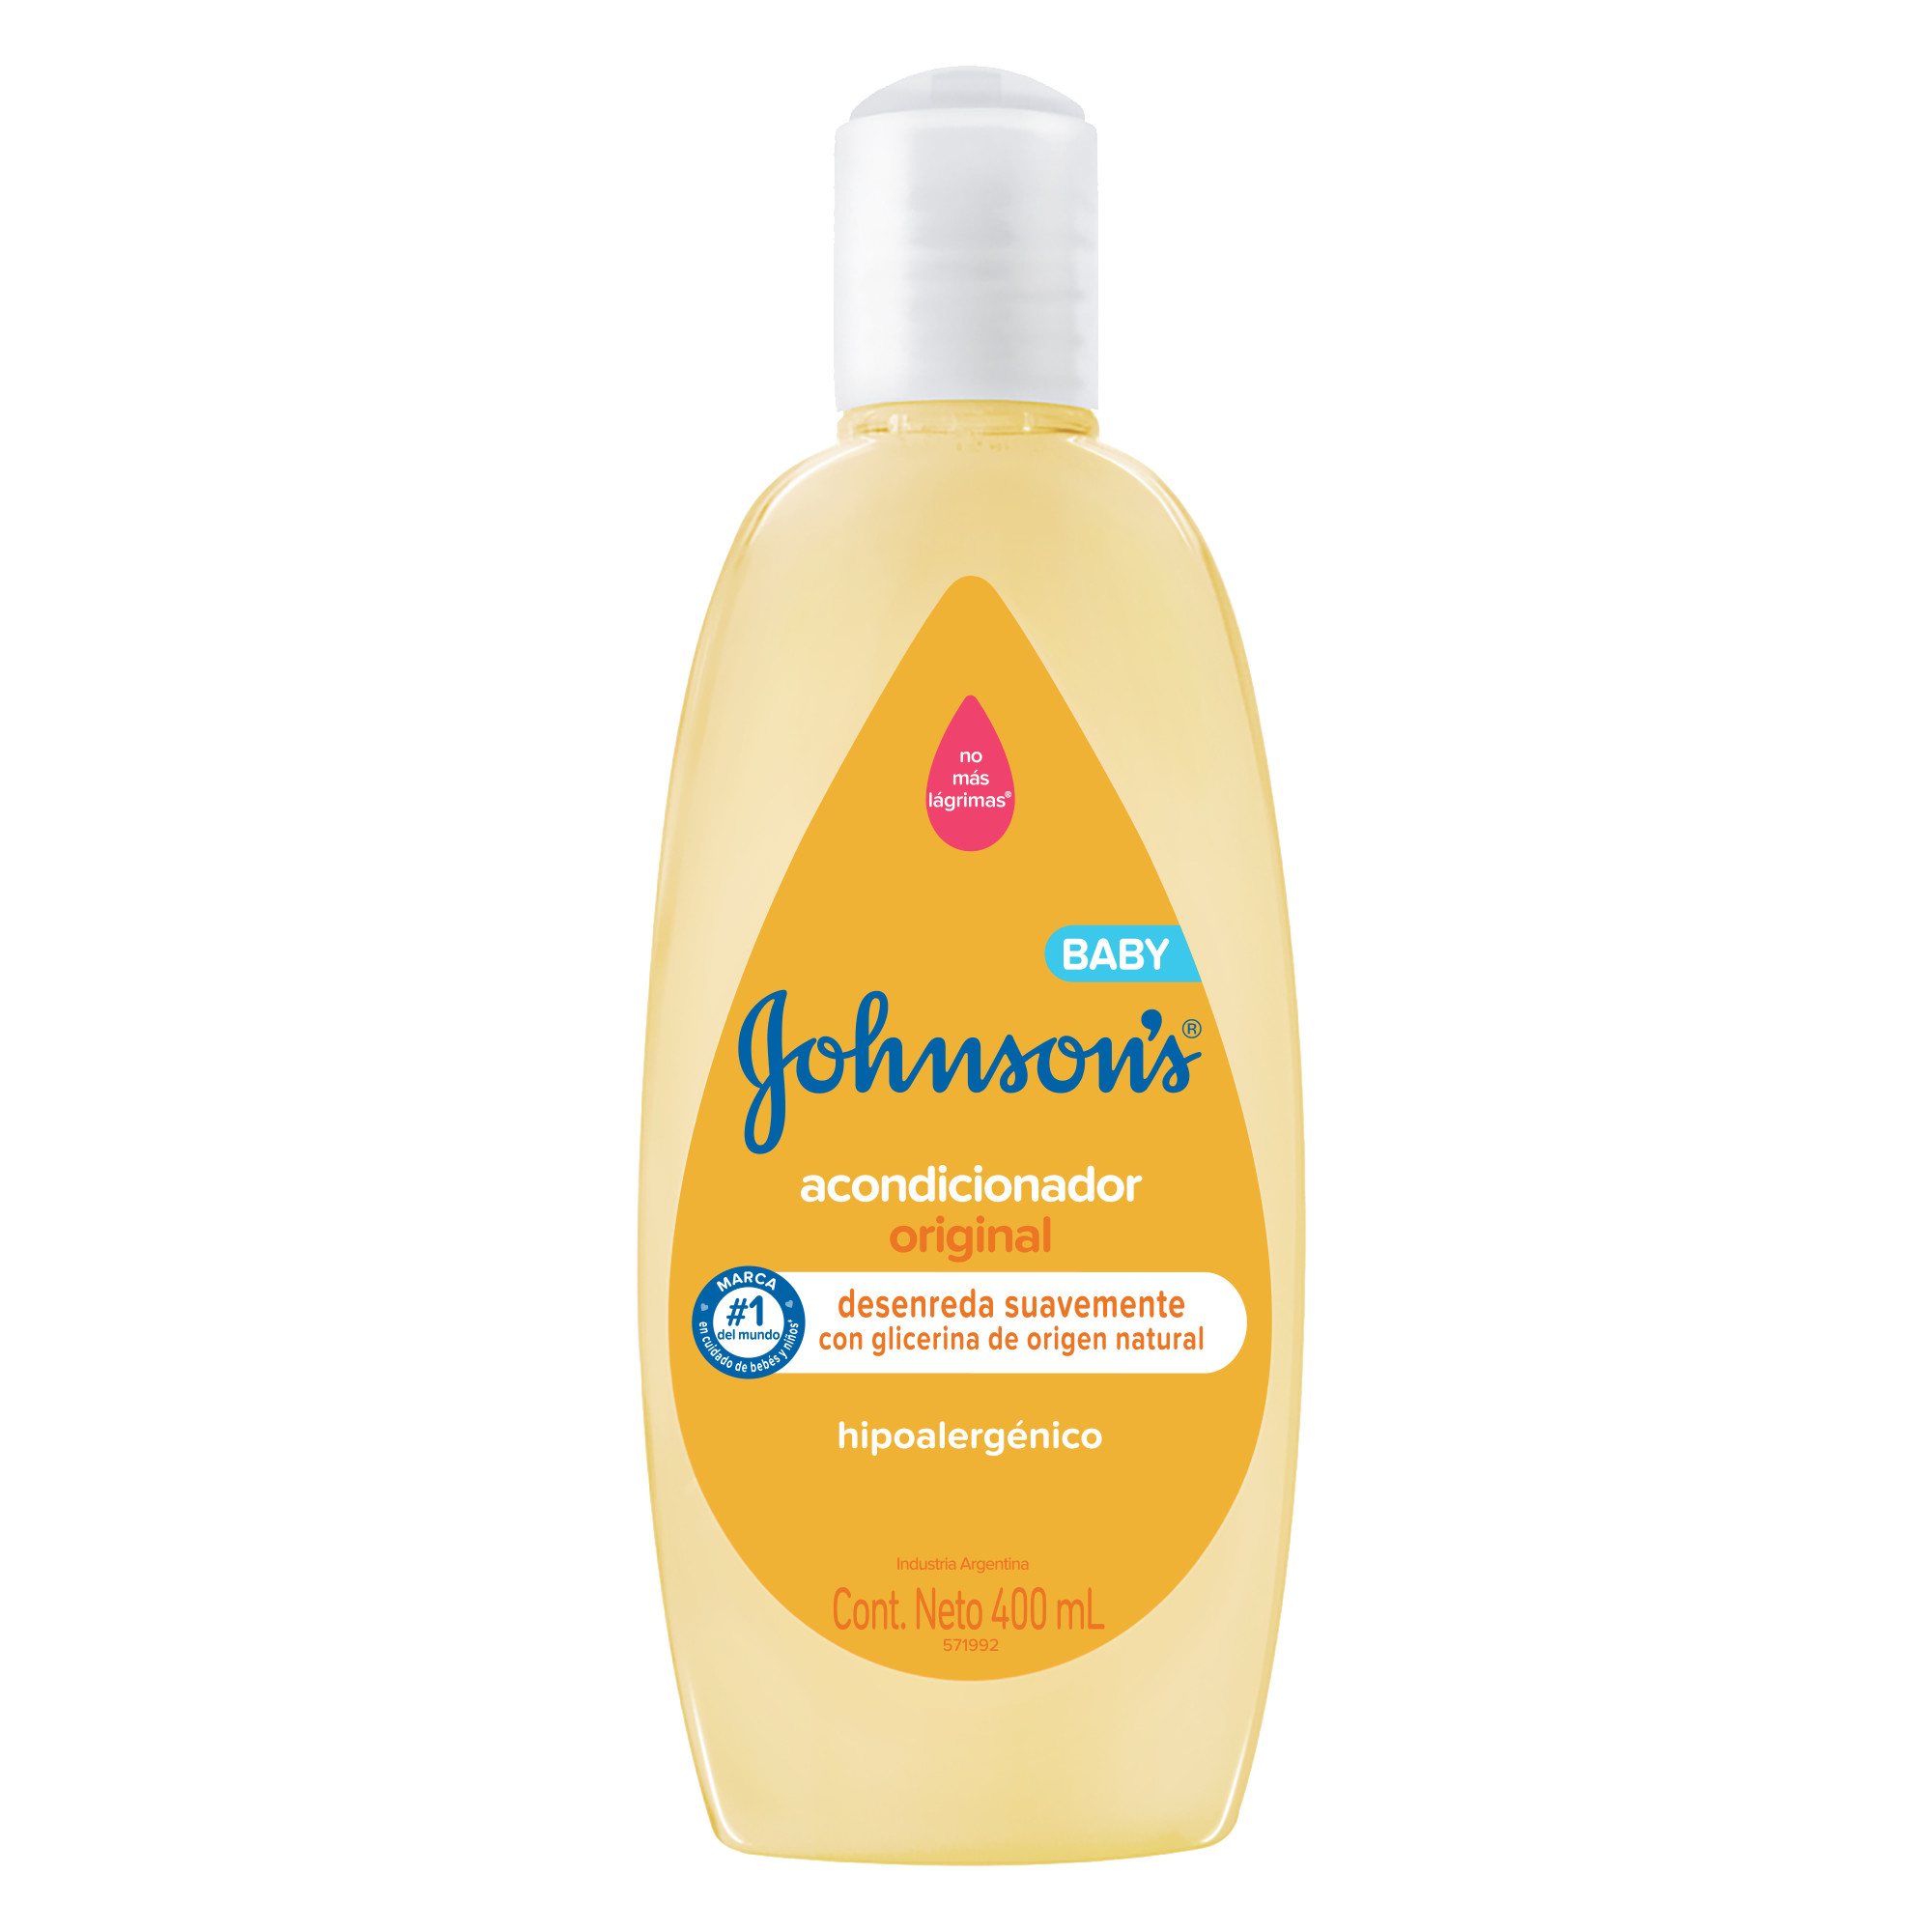 no
más
lágrimas®
BABY
Johnson's®
acondicionador
original
MARCA
#1
del mundo
en cuidado de bebés y niños*
desenreda suavemente
con glicerina de origen natural
hipoalergénico
Industria Argentina
Cont. Neto 400 mL
571992